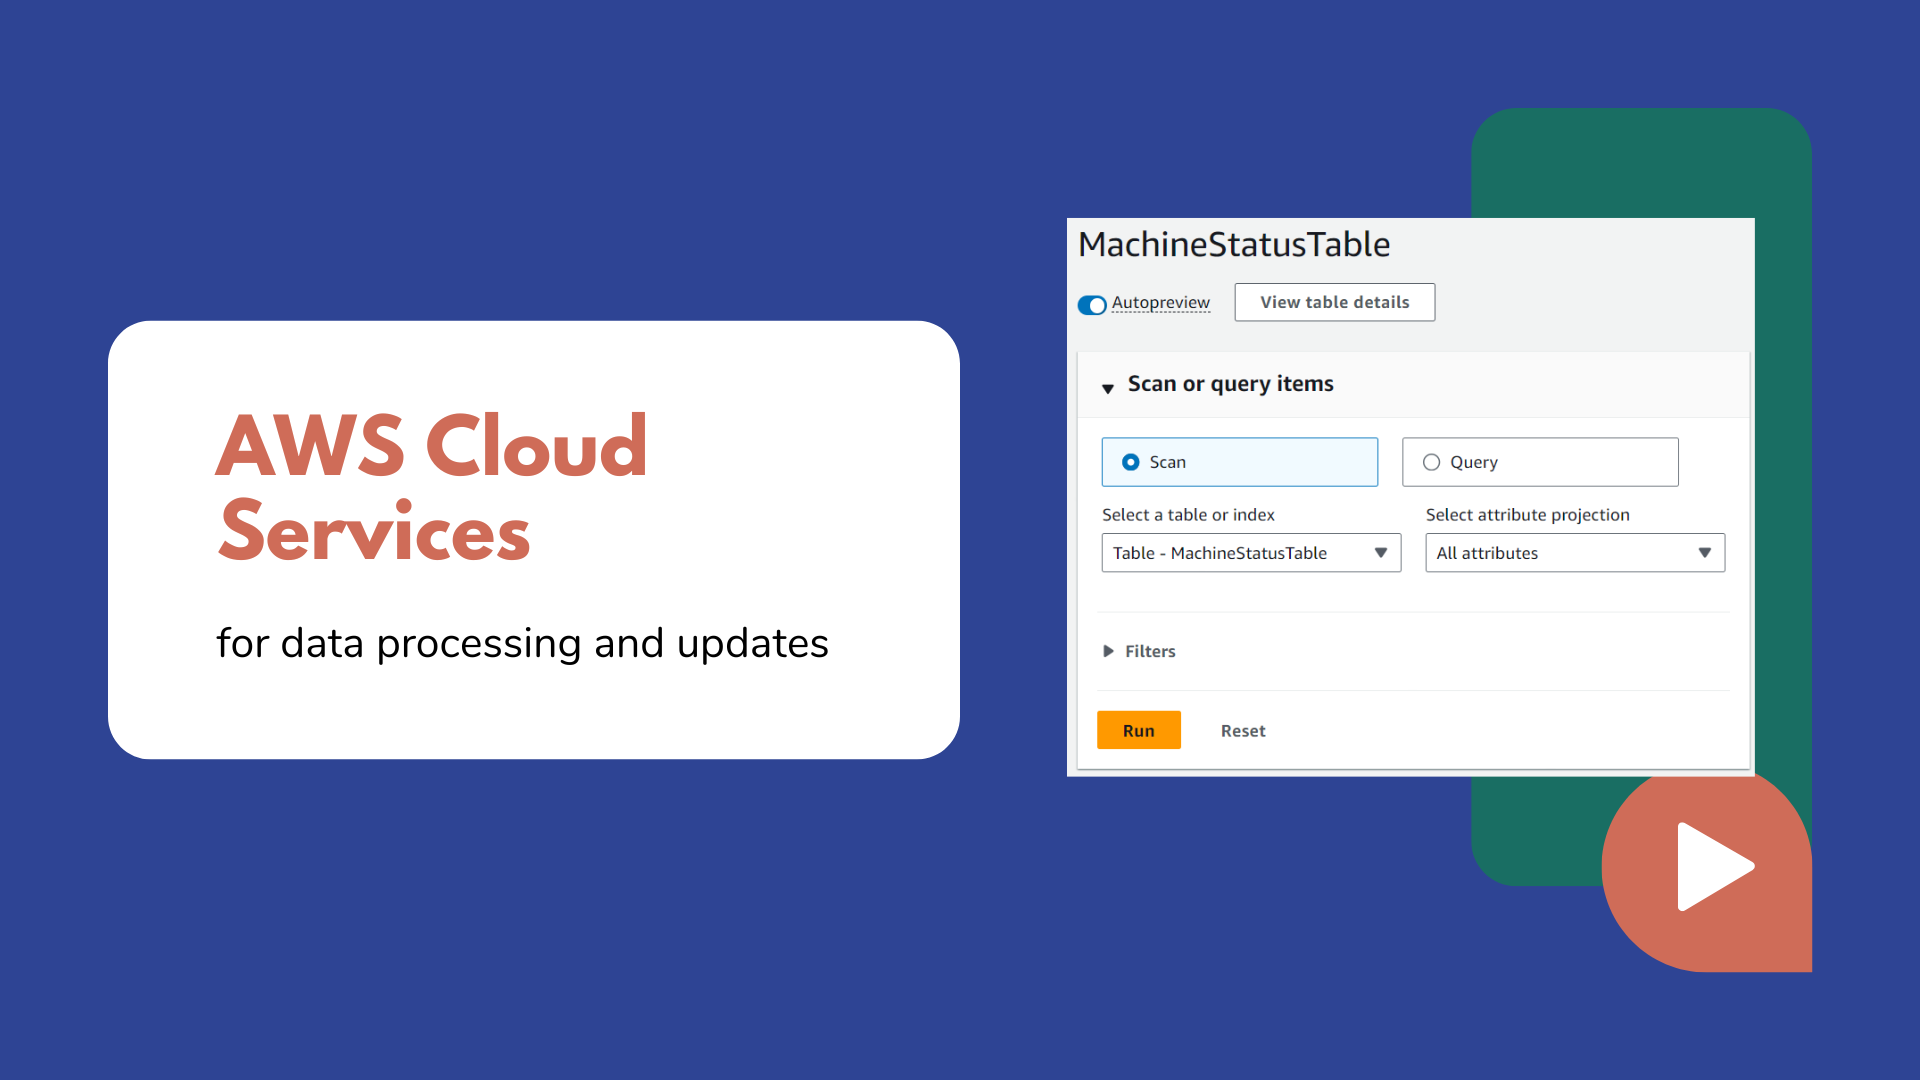 AWS Cloud
Services
for data processing and updates
MachineStatusTable
Autopreview
View table details
Scan or query items
Scan
Query
Select a table or index
Select attribute projection
Table - MachineStatusTable
All attributes
Filters
Run
Reset